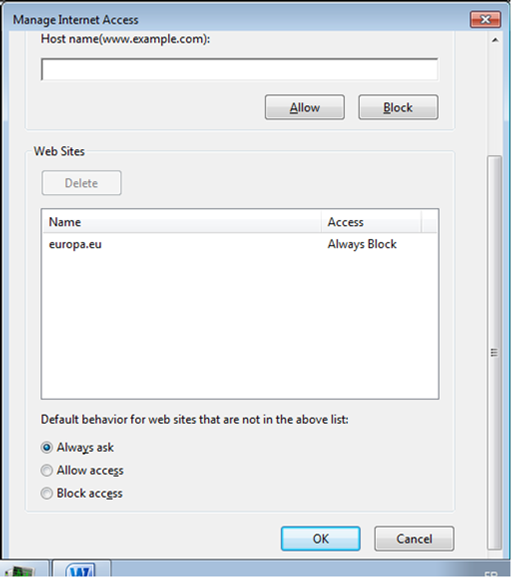 Manage Internet Access
Host name(www.example.com):
Allow Block
Web Sites
Delete
Name Access
europa.eu Always Block
Default behavior for web sites that are not in the above list:
Always ask
Allow access
Block access
OK Cancel